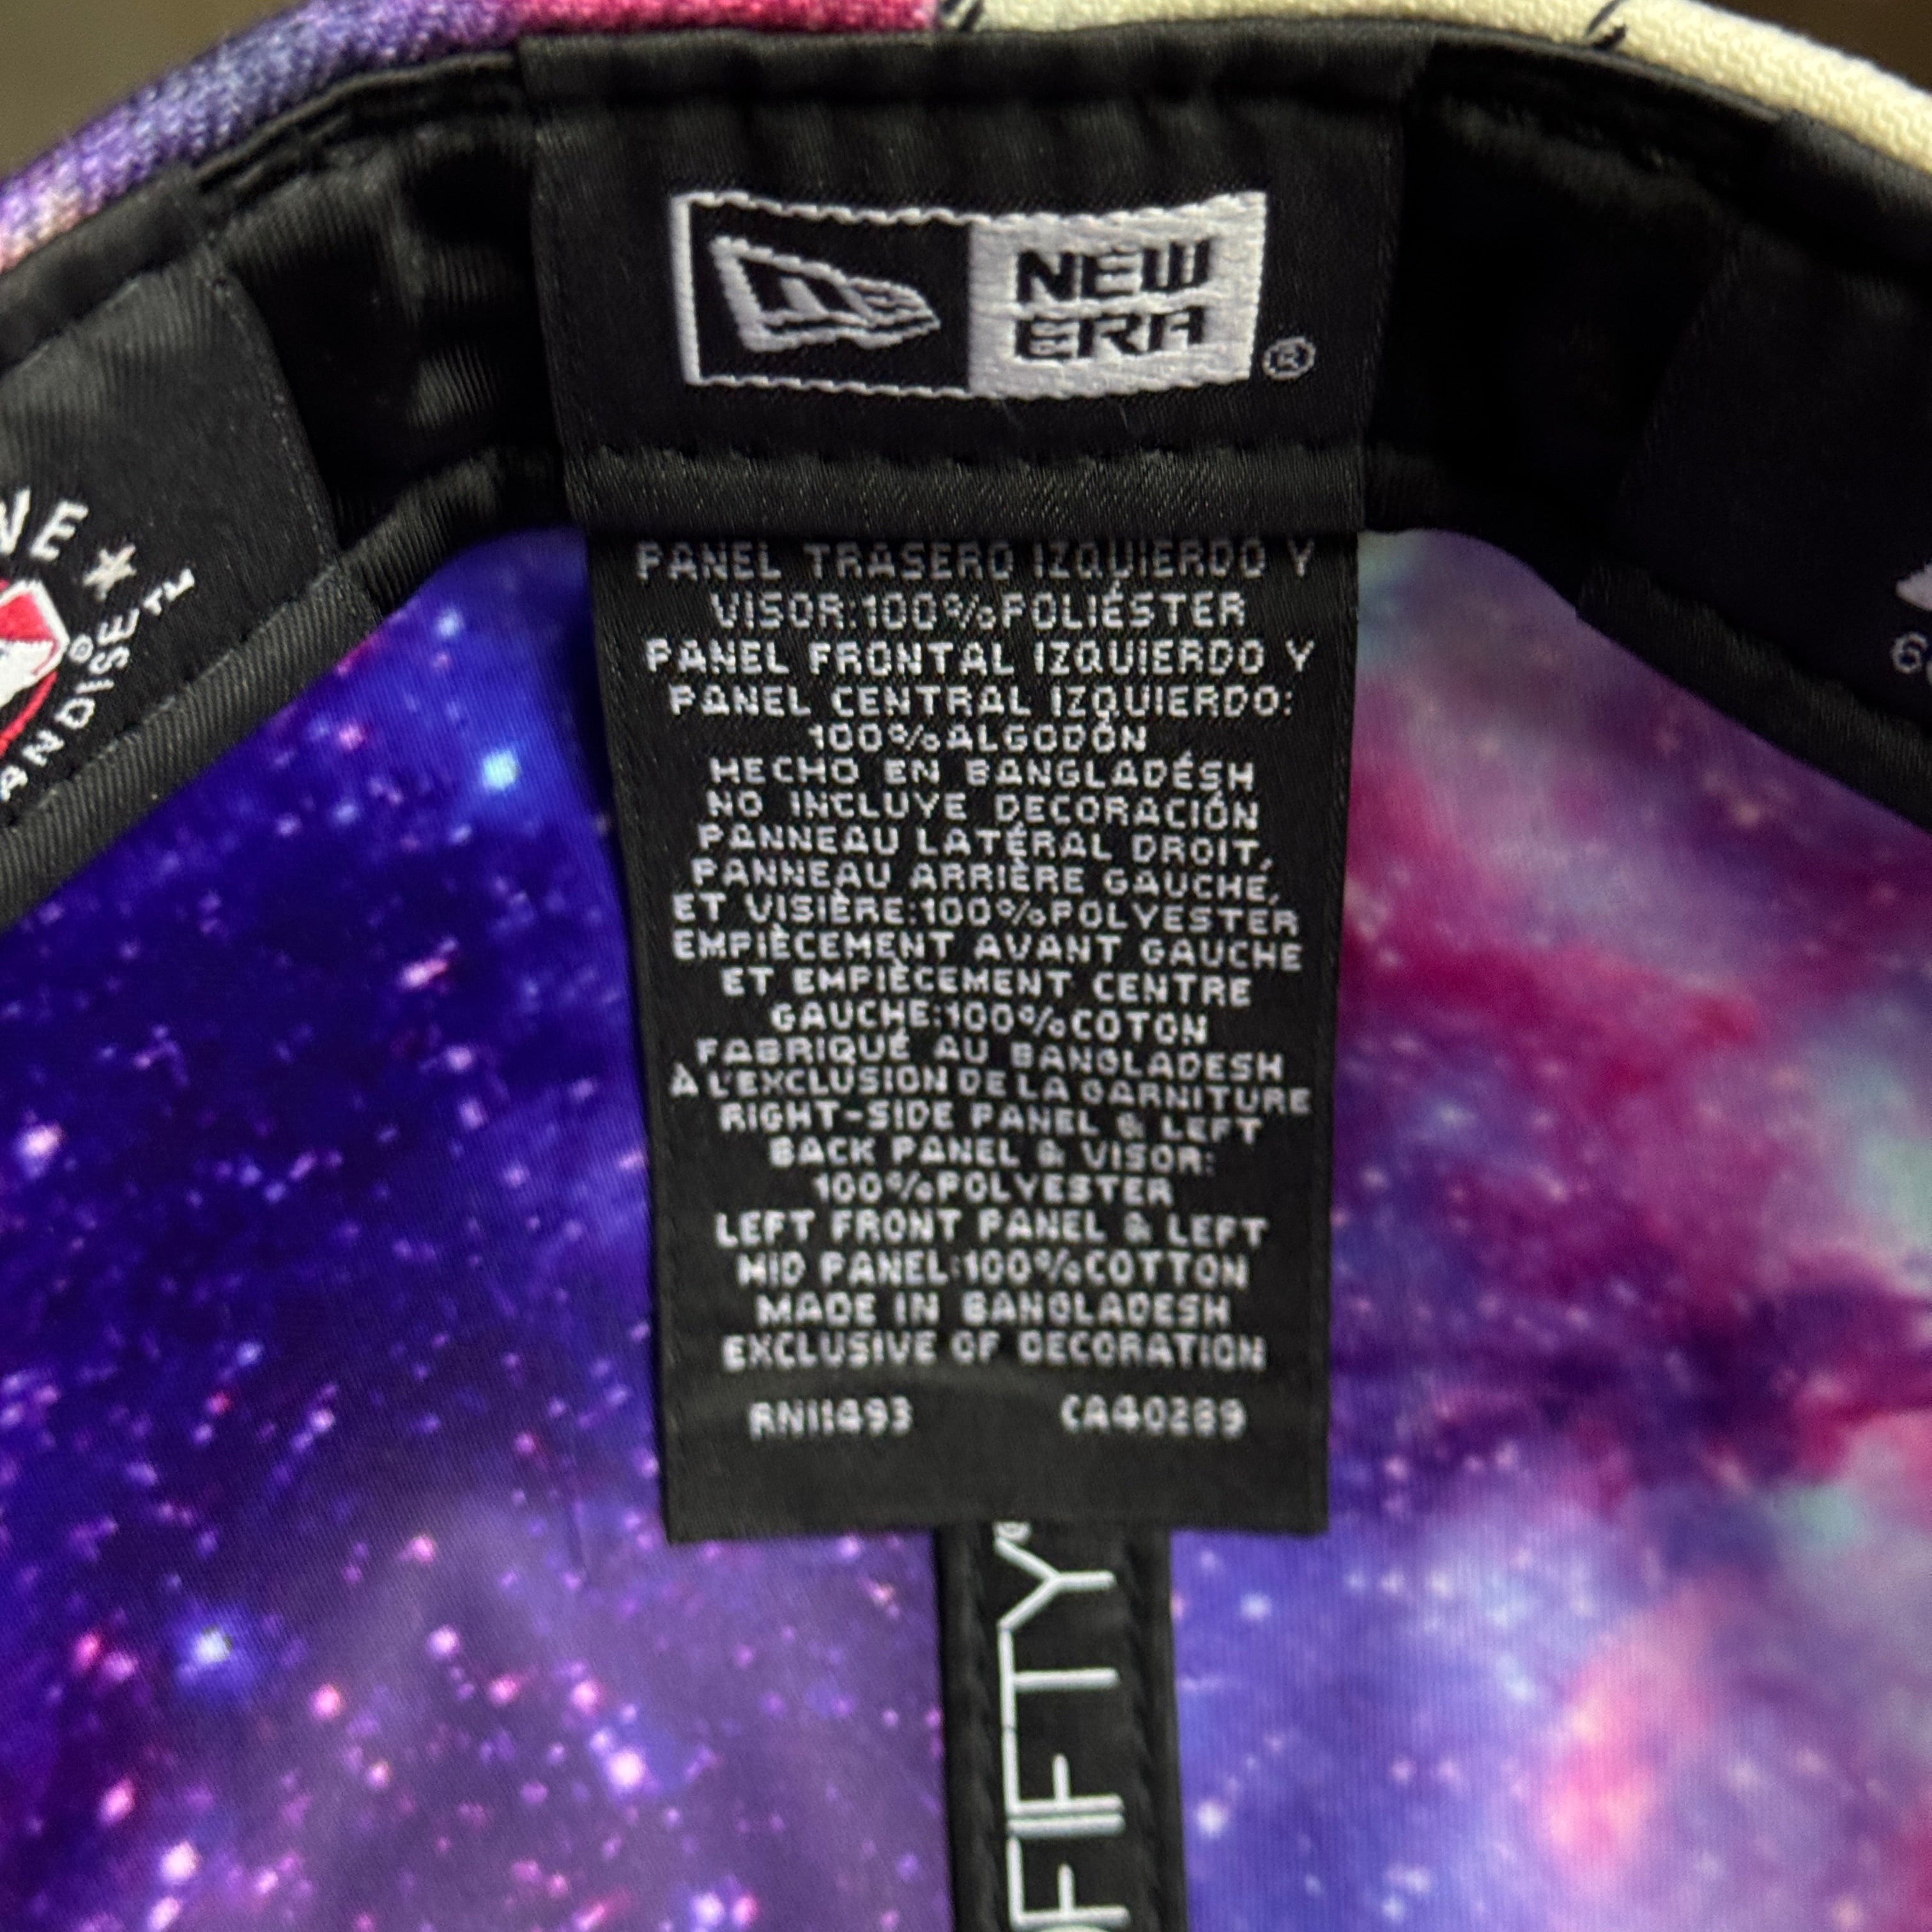 NEW
ERA
®
PANEL TRASERO IZQUIERDO Y
VISOR:100%POLIÉSTER
PANEL FRONTAL IZQUIERDO Y
PANEL CENTRAL IZQUIERDO:
100%ALGODÓN
HECHO EN BANGLADÉSH
NO INCLUYE DECORACIÓN
PANNEAU LATÉRAL DROIT,
PANNEAU ARRIÈRE GAUCHE,
ET VISIÈRE:100%POLYESTER
EMPIÈCEMENT AVANT GAUCHE
ET EMPIÈCEMENT CENTRE
GAUCHE:100%COTON
FABRIQUÉ AU BANGLADESH
À L'EXCLUSION DE LA GARNITURE
RIGHT-SIDE PANEL & LEFT
BACK PANEL & VISOR:
100%POLYESTER
LEFT FRONT PANEL & LEFT
MID PANEL:100%COTTON
MADE IN BANGLADESH
EXCLUSIVE OF DECORATION
RN11493 CA40289
FIFTY